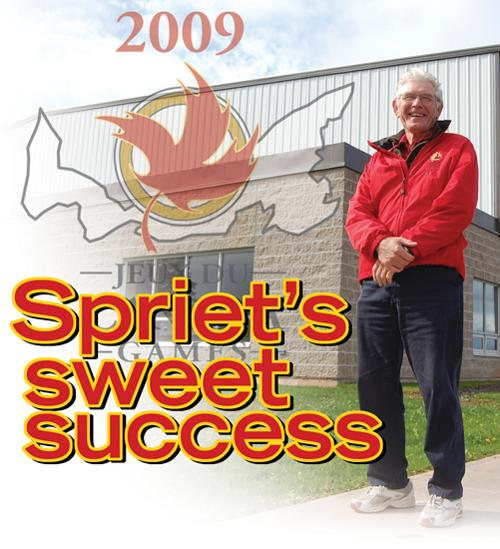 2009
JEUX DU
Spriet's
GAMES
sweet
success